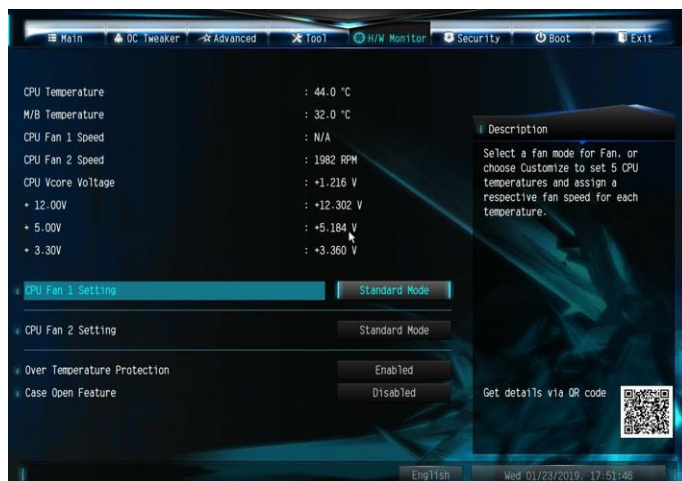 Main OC Tweaker Advanced Tool H/W Monitor Security Boot Exit
CPU Temperature : 44.0 °C
M/B Temperature : 32.0 °C
CPU Fan 1 Speed : N/A
CPU Fan 2 Speed : 1982 RPM
CPU Vcore Voltage : +1.216 V
+ 12.00V : +12.302 V
+ 5.00V : +5.184 V
+ 3.30V : +3.360 V
CPU Fan 1 Setting Standard Mode
CPU Fan 2 Setting Standard Mode
Over Temperature Protection Enabled
Case Open Feature Disabled
Description
Select a fan mode for Fan. or
choose Customize to set 5 CPU
temperatures and assign a
respective fan speed for each
temperature.
Get details via QR code
English Wed 01/23/2019. 17:51:46